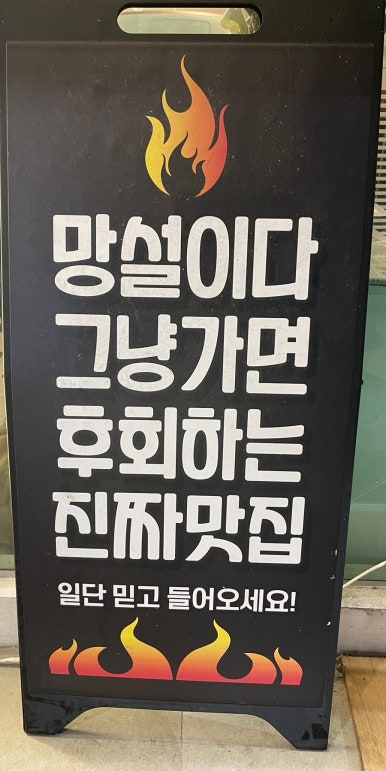 망설이다
그냥가면
후회하는
진짜맛집
일단 믿고 들어오세요!